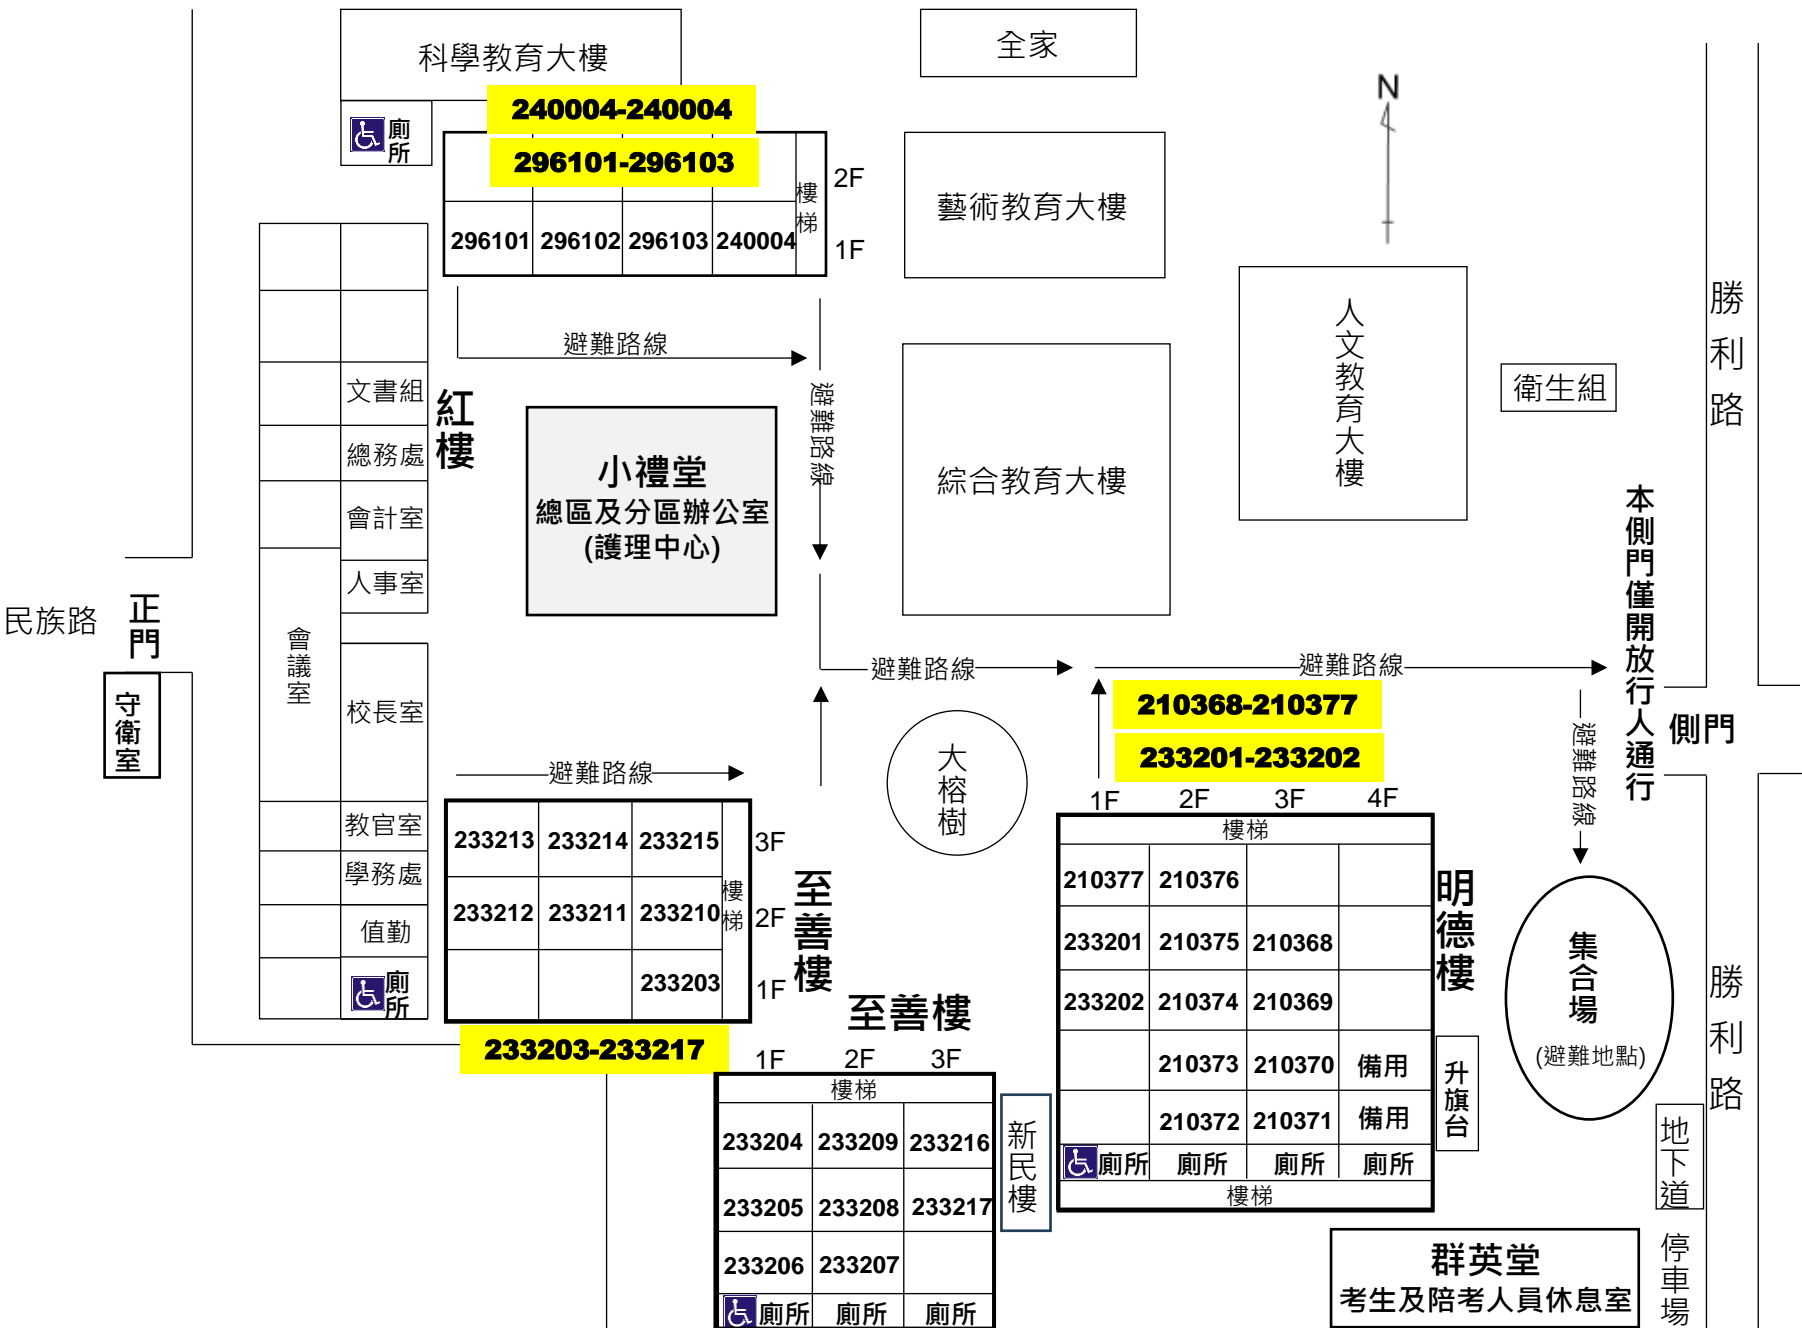 科學教育大樓
全家
N
240004-240004
廁所
296101-296103
樓梯
2F
296101 296102 296103 240004
1F
藝術教育大樓
避難路線
避難路線
人文教育大樓
衛生組
勝利路
文書組
總務處
會計室
人事室
會議室
校長室
教官室
學務處
值勤
廁所
紅樓
小禮堂
總區及分區辦公室
(護理中心)
綜合教育大樓
本側門僅開放行人通行
民族路
正門
守衛室
避難路線
避難路線
側門
210368-210377
233201-233202
避難路線
避難路線
大榕樹
233213 233214 233215
3F
233212 233211 233210
2F
233203
1F
樓梯
至善樓
233203-233217
1F 2F 3F 4F
樓梯
210377 210376
233201 210375 210368
233202 210374 210369
210373 210370 備用
210372 210371 備用
廁所 廁所 廁所 廁所
樓梯
明德樓
升旗台
集合場
(避難地點)
勝利路
至善樓
1F 2F 3F
樓梯
233204 233209 233216
233205 233208 233217
233206 233207
廁所 廁所 廁所
新民樓
地下道
停車場
群英堂
考生及陪考人員休息室